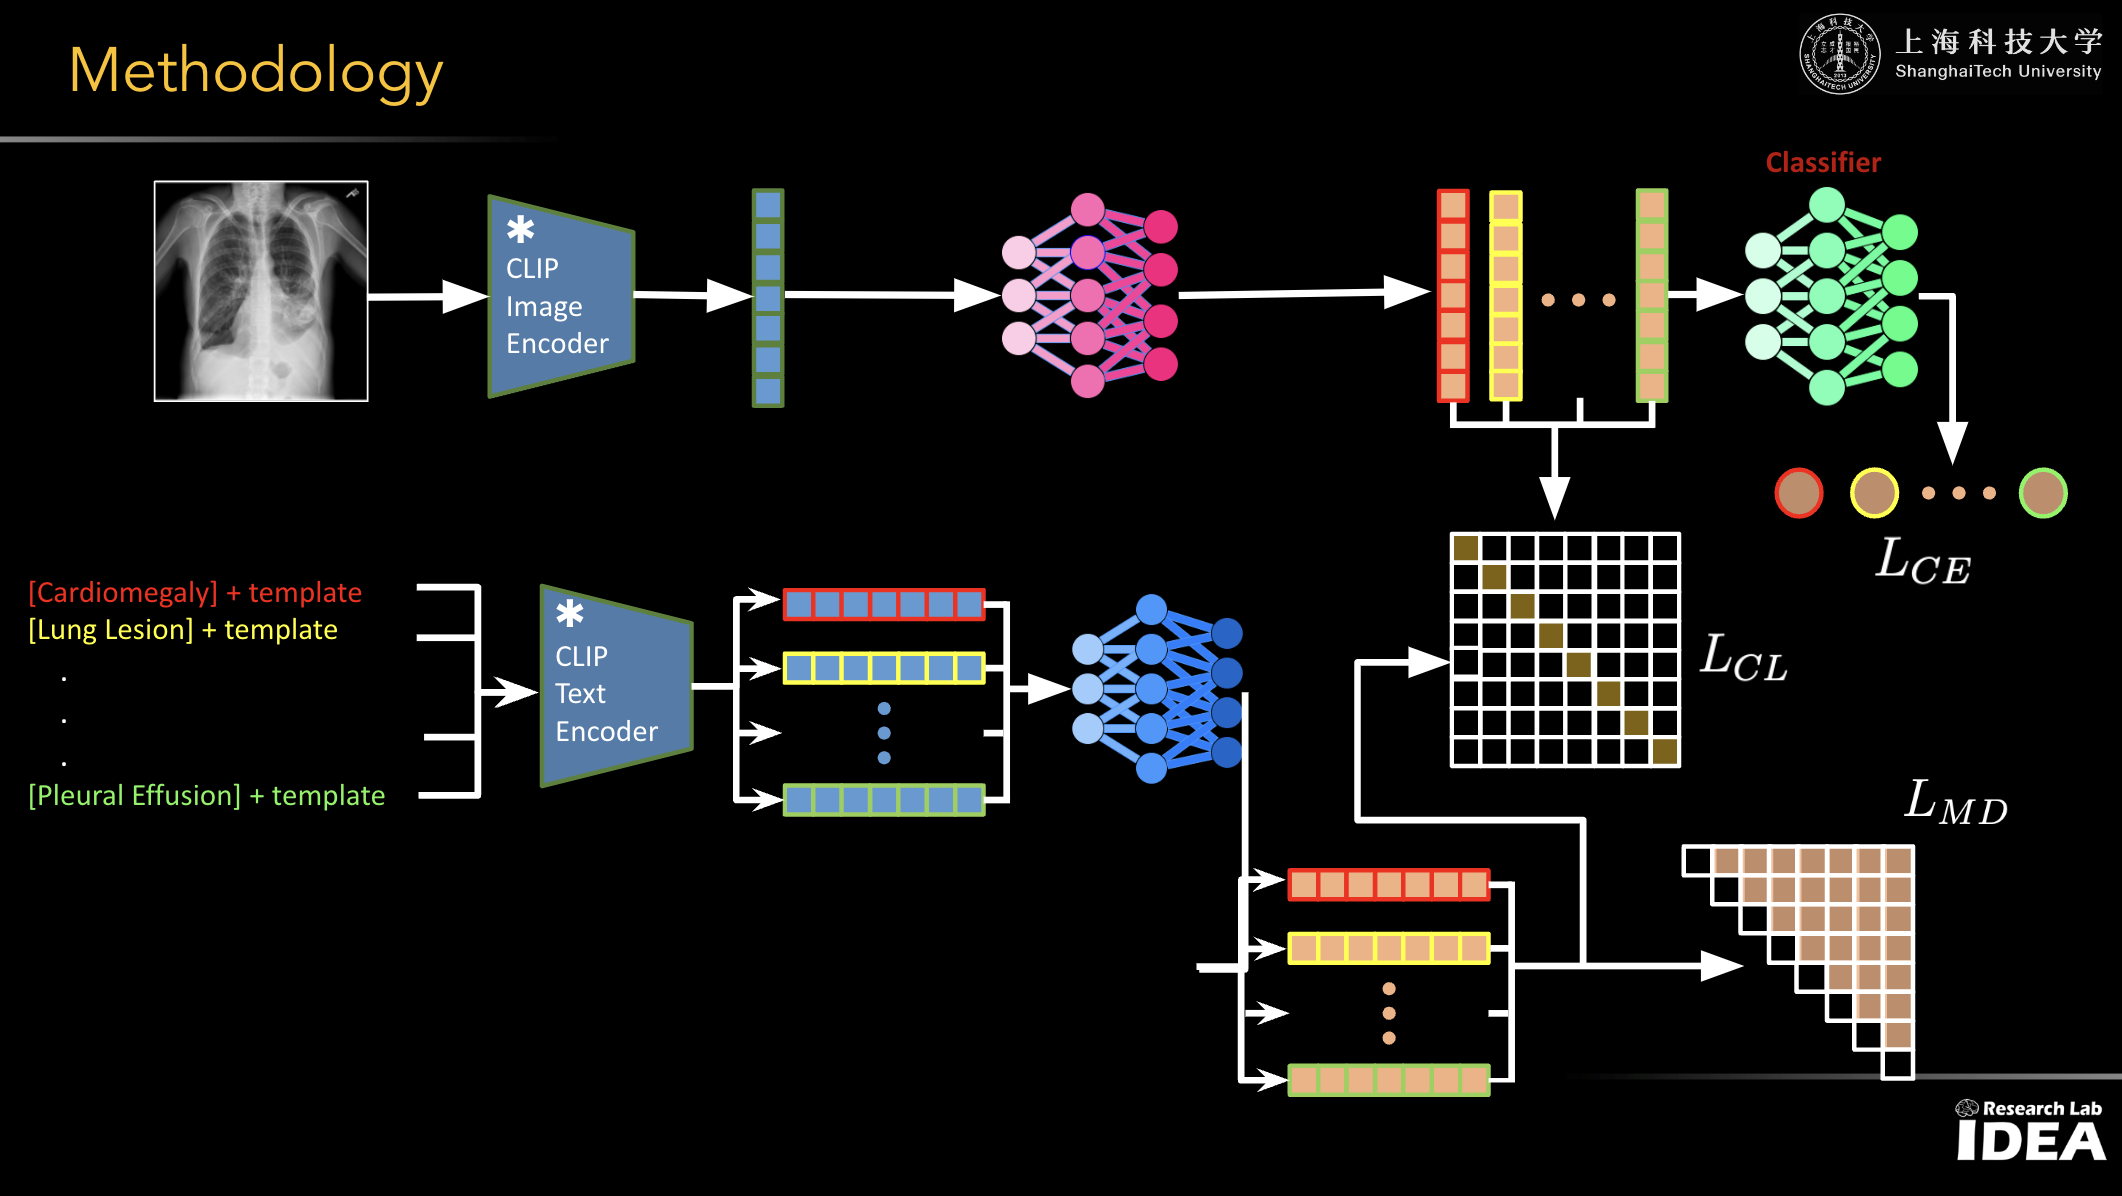 Methodology
上海科技大学
ShanghaiTech University
Classifier
*
CLIP
Image
Encoder
L_{CE}
[Cardiomegaly] + template
[Lung Lesion] + template
.
.
.
[Pleural Effusion] + template
*
CLIP
Text
Encoder
L_{CL}
L_{MD}
Research Lab
IDEA